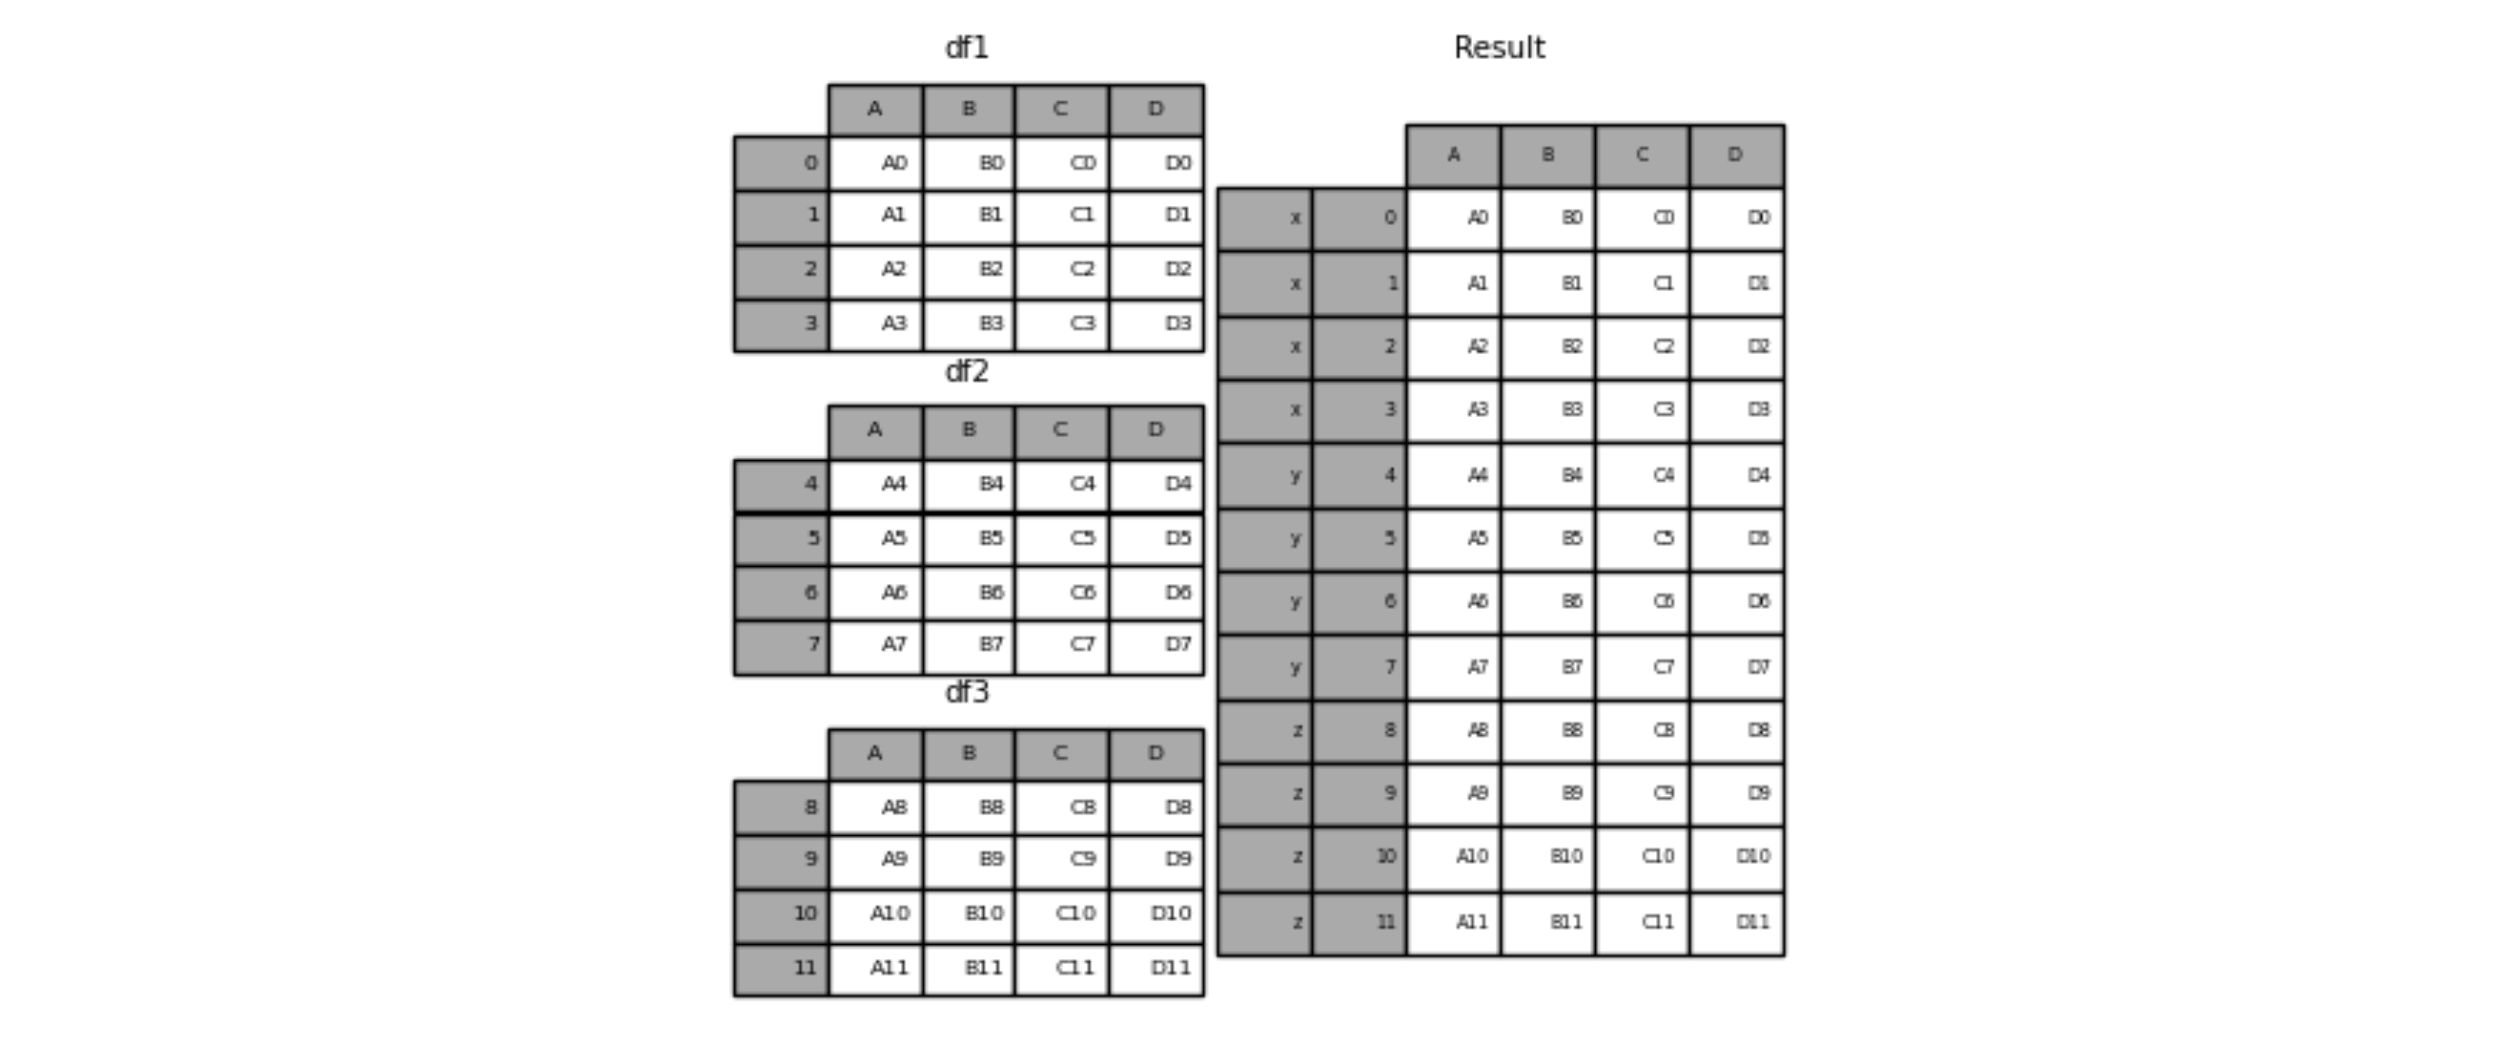 df1
A B C D
0 A0 B0 C0 D0
1 A1 B1 C1 D1
2 A2 B2 C2 D2
3 A3 B3 C3 D3
df2
A B C D
4 A4 B4 C4 D4
5 A5 B5 C5 D5
6 A6 B6 C6 D6
7 A7 B7 C7 D7
df3
A B C D
8 A8 B8 C8 D8
9 A9 B9 C9 D9
10 A10 B10 C10 D10
11 A11 B11 C11 D11
Result
A B C D
x 0 A0 B0 C0 D0
x 1 A1 B1 C1 D1
x 2 A2 B2 C2 D2
x 3 A3 B3 C3 D3
y 4 A4 B4 C4 D4
y 5 A5 B5 C5 D5
y 6 A6 B6 C6 D6
y 7 A7 B7 C7 D7
z 8 A8 B8 C8 D8
z 9 A9 B9 C9 D9
z 10 A10 B10 C10 D10
z 11 A11 B11 C11 D11